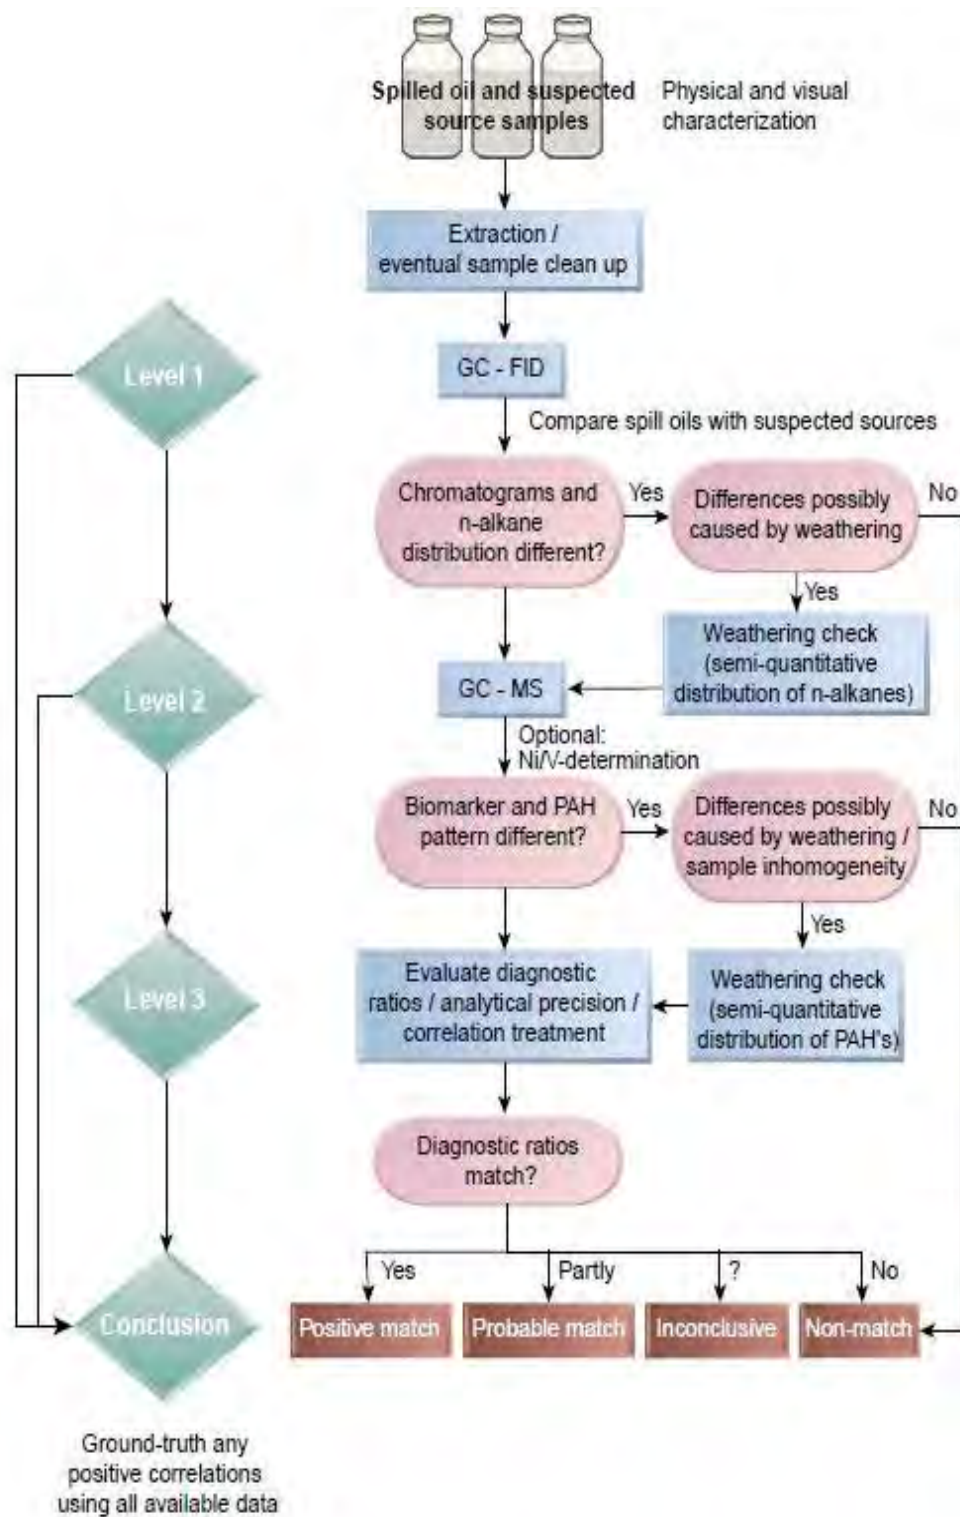 Spilled oil and suspected
source samples
Physical and visual
characterization
Extraction /
eventual sample clean up
Level 1
GC - FID
Compare spill oils with suspected sources
Chromatograms and
n-alkane
distribution different?
Yes
Differences possibly
caused by weathering
No
Yes
Level 2
GC - MS
Weathering check
(semi-quantitative
distribution of n-alkanes)
Optional:
Ni/V-determination
Biomarker and PAH
pattern different?
Yes
Differences possibly
caused by weathering /
sample inhomogeneity
No
Yes
Level 3
Evaluate diagnostic
ratios / analytical precision /
correlation treatment
Weathering check
(semi-quantitative
distribution of PAH's)
Diagnostic ratios
match?
Yes
Partly
?
No
Conclusion
Positive match
Probable match
Inconclusive
Non-match
Ground-truth any
positive correlations
using all available data